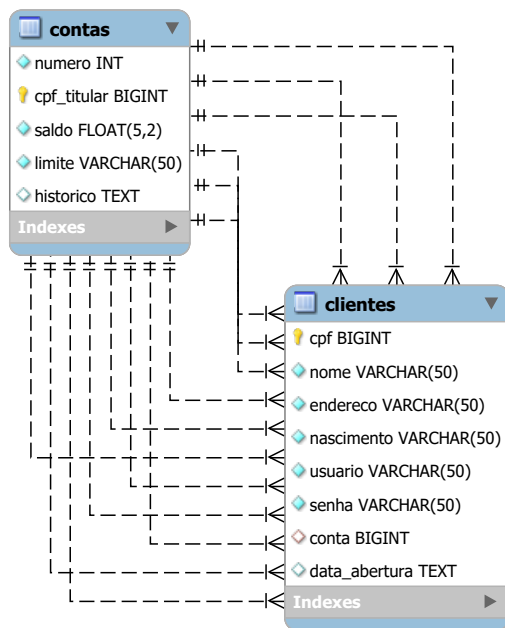 contas
numero INT
cpf_titular BIGINT
saldo FLOAT(5,2)
limite VARCHAR(50)
historico TEXT
Indexes
clientes
cpf BIGINT
nome VARCHAR(50)
endereco VARCHAR(50)
nascimento VARCHAR(50)
usuario VARCHAR(50)
senha VARCHAR(50)
conta BIGINT
data_abertura TEXT
Indexes